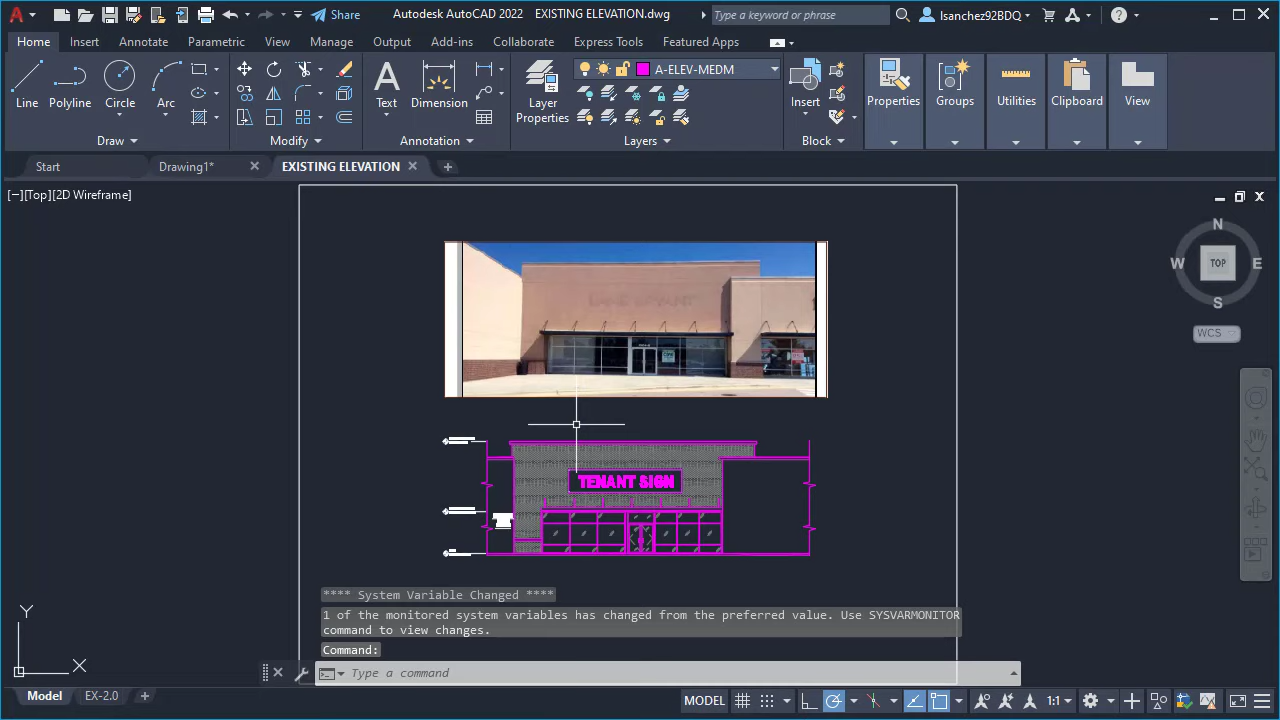 Share
Autodesk AutoCAD 2022 EXISTING ELEVATION.dwg
Type a keyword or phrase
lsanchez92BDQ
Home Insert Annotate Parametric View Manage Output Add-ins Collaborate Express Tools Featured Apps
A-ELEV-MEDM
Line Polyline Circle Arc
Text Dimension
Layer Properties
Insert
Properties Groups Utilities Clipboard View
Draw Modify Annotation Layers Block
Start Drawing1* EXISTING ELEVATION
[−][Top][2D Wireframe]
N
W TOP E
S
WCS
TENANT SIGN
**** System Variable Changed ****
1 of the monitored system variables has changed from the preferred value. Use SYSVARMONITOR
command to view changes.
Command:
Y
X
Type a command
Model EX-2.0
MODEL 1:1